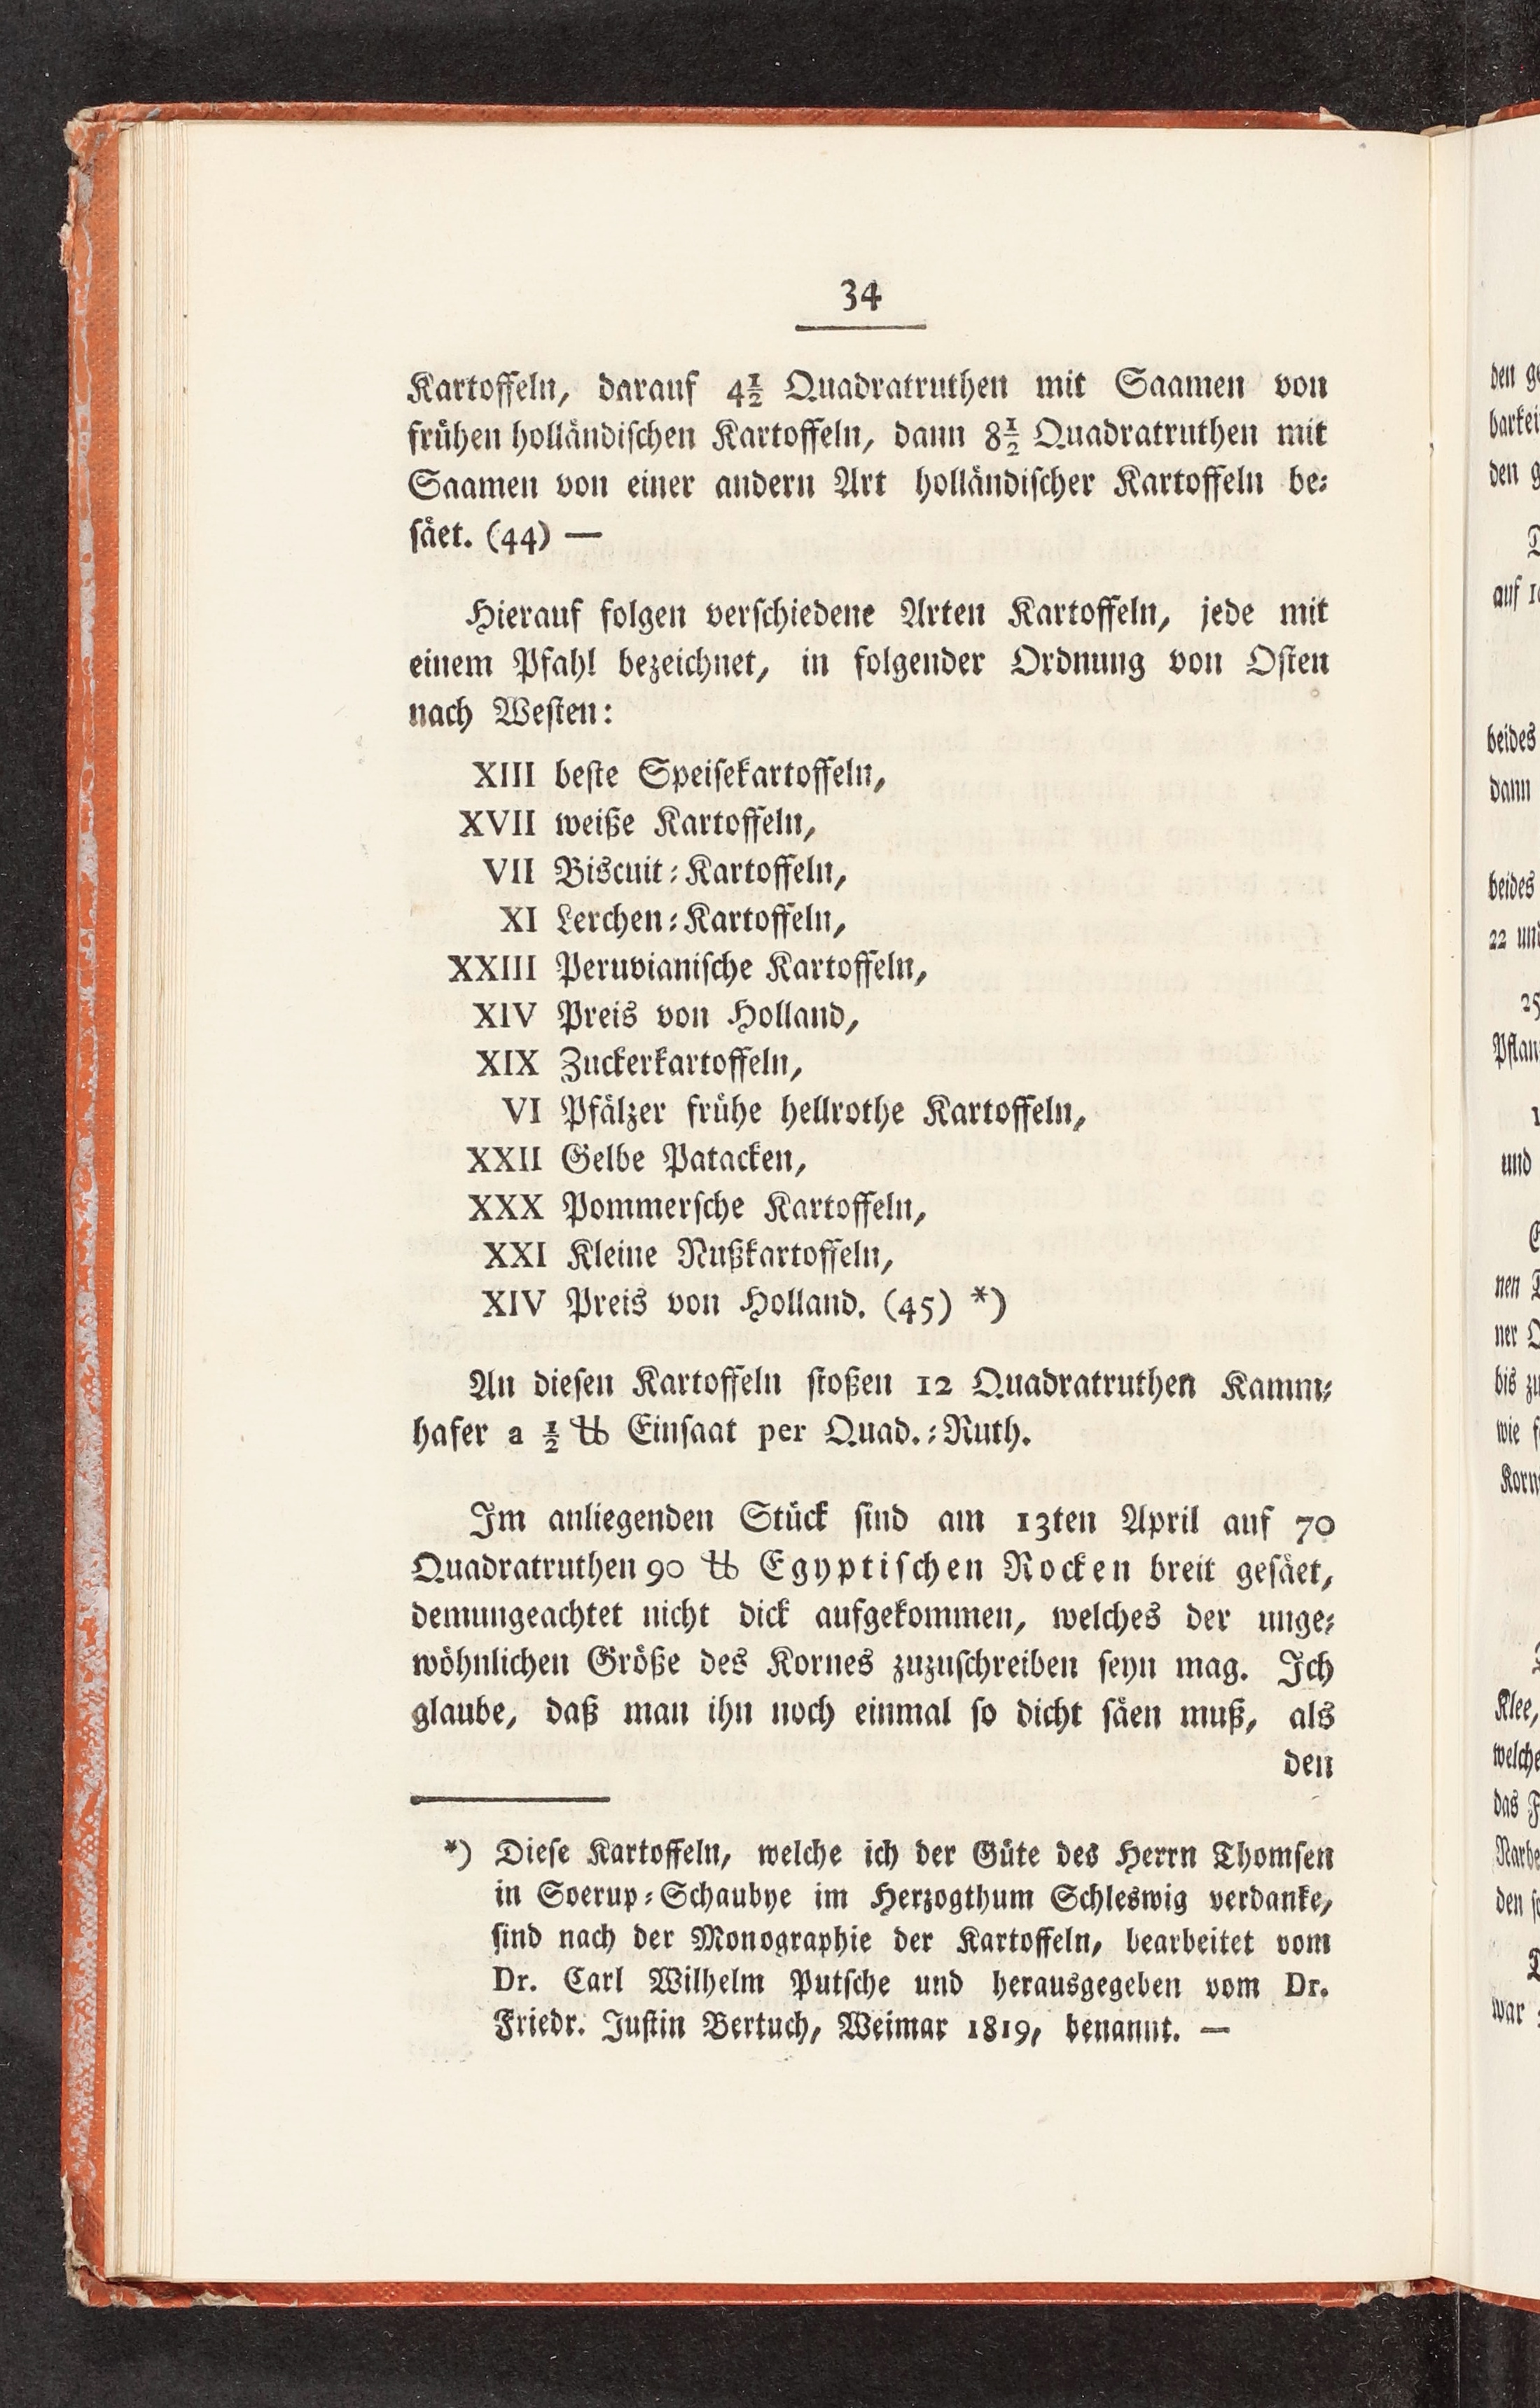 34
Kartoffeln, darauf 4½ Quadratruthen mit Saamen von
frühen holländischen Kartoffeln, dann 8½ Quadratruthen mit
Saamen von einer andern Art holländischer Kartoffeln be⸗
säet. (44) —
Hierauf folgen verschiedene Arten Kartoffeln, jede mit
einem Pfahl bezeichnet, in folgender Ordnung von Osten
nach Westen:
XIII beste Speisekartoffeln,
XVII weiße Kartoffeln,
VII Biscuit⸗Kartoffeln,
XI Lerchen⸗Kartoffeln,
XXIII Peruvianische Kartoffeln,
XIV Preis von Holland,
XIX Zuckerkartoffeln,
VI Pfälzer frühe hellrothe Kartoffeln,
XXII Gelbe Patacken,
XXX Pommersche Kartoffeln,
XXI Kleine Nußkartoffeln,
XIV Preis von Holland. (45) *)
An diesen Kartoffeln stoßen 12 Quadratruthen Kamm⸗
hafer a ½ ℔ Einsaat per Quad.⸗Ruth.
Im anliegenden Stück sind am 13ten April auf 70
Quadratruthen 90 ℔ Egyptischen Rocken breit gesäet,
demungeachtet nicht dick aufgekommen, welches der unge⸗
wöhnlichen Größe des Kornes zuzuschreiben seyn mag. Ich
glaube, daß man ihn noch einmal so dicht säen muß, als
den
*) Diese Kartoffeln, welche ich der Güte des Herrn Thomsen
in Soerup⸗Schaubye im Herzogthum Schleswig verdanke,
sind nach der Monographie der Kartoffeln, bearbeitet vom
Dr. Carl Wilhelm Putsche und herausgegeben vom Dr.
Friedr. Justin Bertuch, Weimar 1819, benannt. —